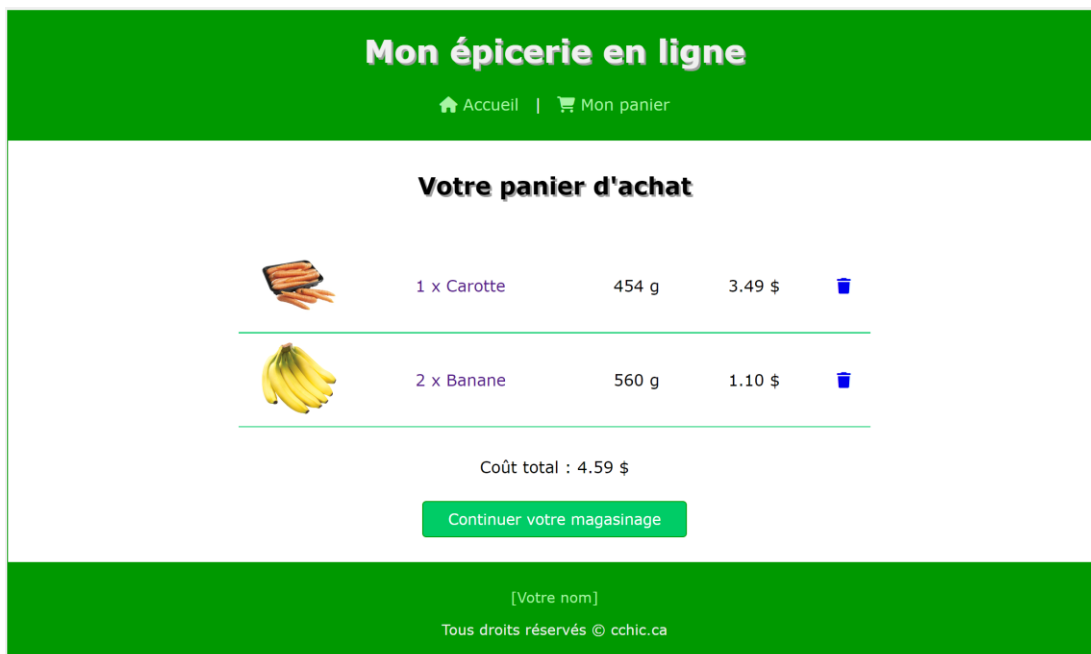 Mon épicerie en ligne
Accueil | Mon panier
Votre panier d'achat
1 x Carotte 454 g 3.49 $
2 x Banane 560 g 1.10 $
Coût total : 4.59 $
Continuer votre magasinage
[Votre nom]
Tous droits réservés © cchic.ca